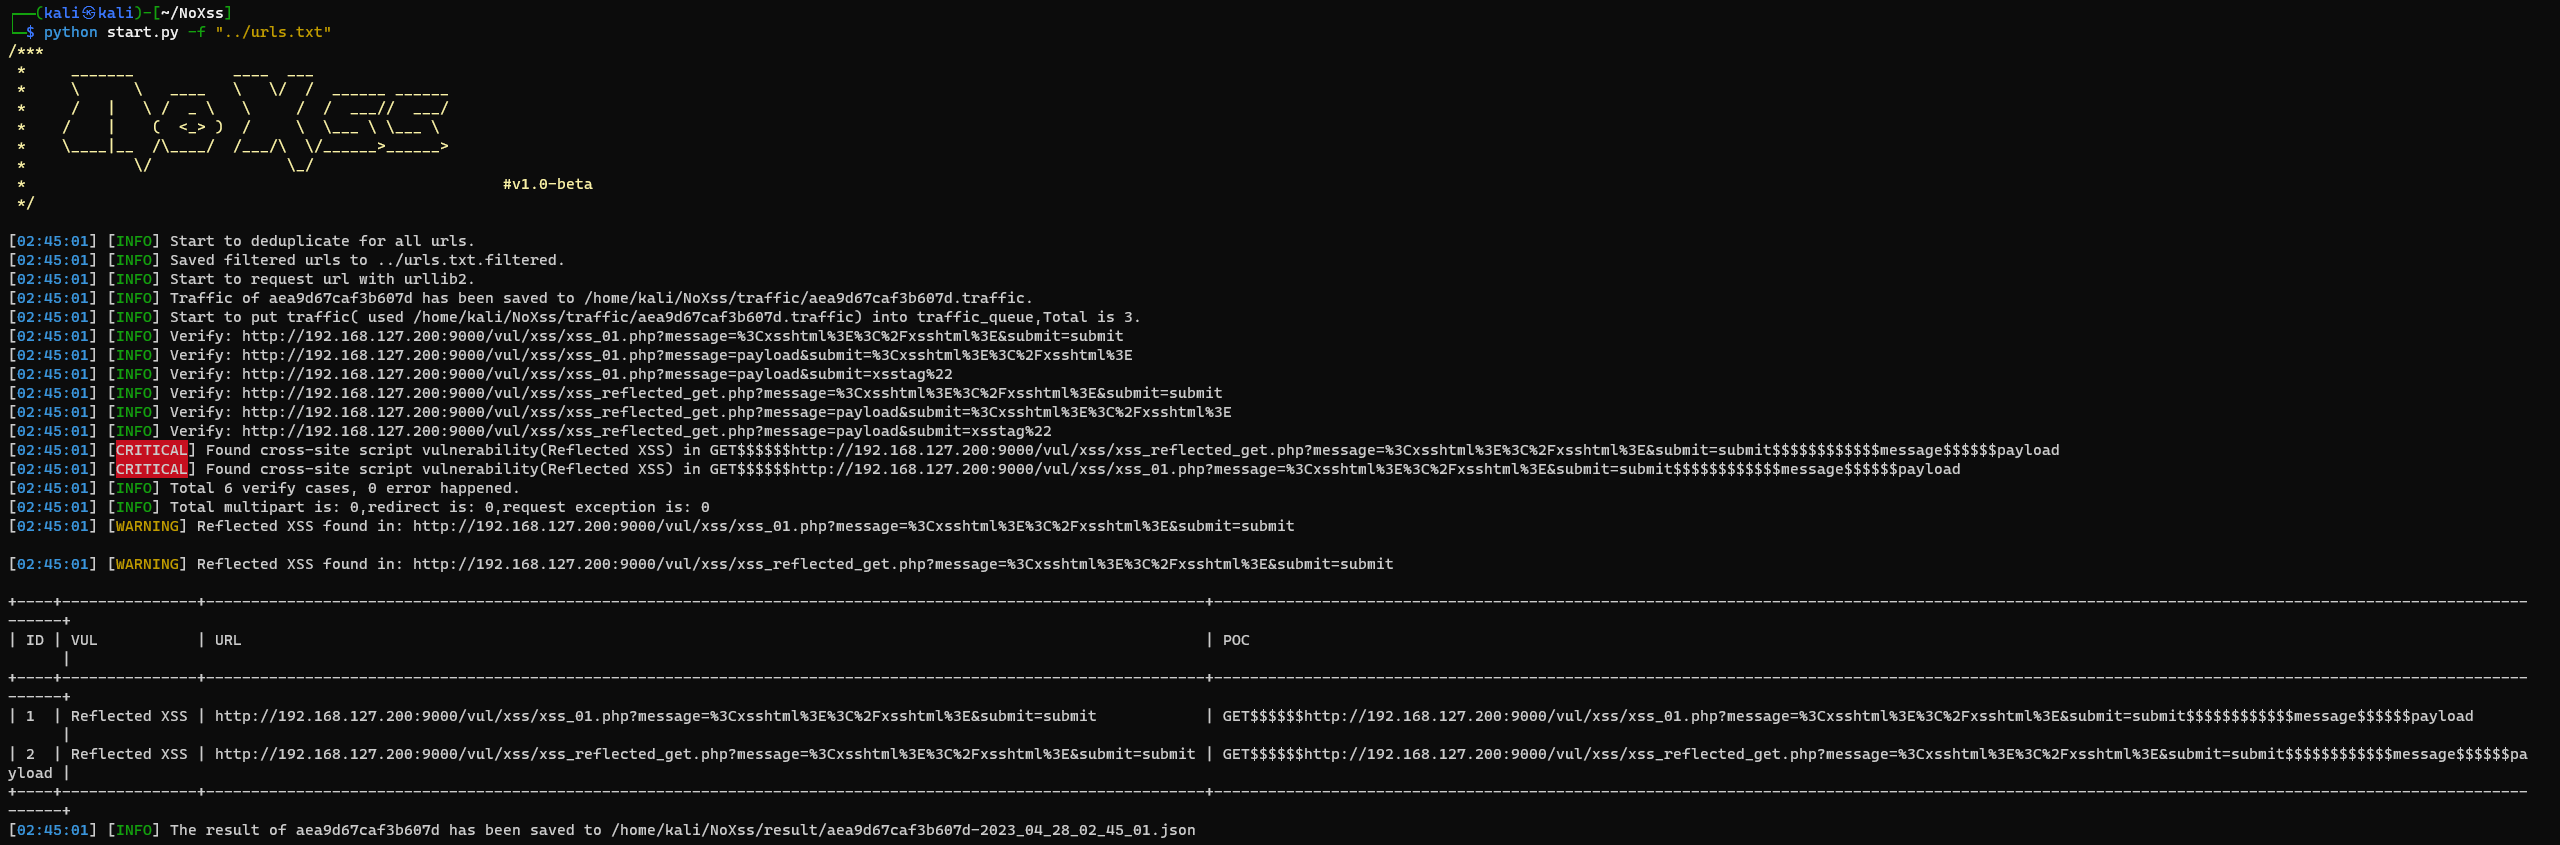 ┌──(kali㉿kali)-[~/NoXss]
└─$ python start.py -f "../urls.txt"
/***
 *     _______           ____  ___
 *     \      \   ____   \   \/  /  ______ ______
 *     /   |   \ /  _ \   \     /  /  ___//  ___/
 *    /    |    (  <_> )  /     \  \___ \ \___ \
 *    \____|__  /\____/  /___/\  \/______>______>
 *            \/               \_/
 *                                                     #v1.0-beta
 */
[02:45:01] [INFO] Start to deduplicate for all urls.
[02:45:01] [INFO] Saved filtered urls to ../urls.txt.filtered.
[02:45:01] [INFO] Start to request url with urllib2.
[02:45:01] [INFO] Traffic of aea9d67caf3b607d has been saved to /home/kali/NoXss/traffic/aea9d67caf3b607d.traffic.
[02:45:01] [INFO] Start to put traffic( used /home/kali/NoXss/traffic/aea9d67caf3b607d.traffic) into traffic_queue,Total is 3.
[02:45:01] [INFO] Verify: http://192.168.127.200:9000/vul/xss/xss_01.php?message=%3Cxsshtml%3E%3C%2Fxsshtml%3E&submit=submit
[02:45:01] [INFO] Verify: http://192.168.127.200:9000/vul/xss/xss_01.php?message=payload&submit=%3Cxsshtml%3E%3C%2Fxsshtml%3E
[02:45:01] [INFO] Verify: http://192.168.127.200:9000/vul/xss/xss_01.php?message=payload&submit=xsstag%22
[02:45:01] [INFO] Verify: http://192.168.127.200:9000/vul/xss/xss_reflected_get.php?message=%3Cxsshtml%3E%3C%2Fxsshtml%3E&submit=submit
[02:45:01] [INFO] Verify: http://192.168.127.200:9000/vul/xss/xss_reflected_get.php?message=payload&submit=%3Cxsshtml%3E%3C%2Fxsshtml%3E
[02:45:01] [INFO] Verify: http://192.168.127.200:9000/vul/xss/xss_reflected_get.php?message=payload&submit=xsstag%22
[02:45:01] [CRITICAL] Found cross-site script vulnerability(Reflected XSS) in GET$$$$$$http://192.168.127.200:9000/vul/xss/xss_reflected_get.php?message=%3Cxsshtml%3E%3C%2Fxsshtml%3E&submit=submit$$$$$$$$$$$$message$$$$$$payload
[02:45:01] [CRITICAL] Found cross-site script vulnerability(Reflected XSS) in GET$$$$$$http://192.168.127.200:9000/vul/xss/xss_01.php?message=%3Cxsshtml%3E%3C%2Fxsshtml%3E&submit=submit$$$$$$$$$$$$message$$$$$$payload
[02:45:01] [INFO] Total 6 verify cases, 0 error happened.
[02:45:01] [INFO] Total multipart is: 0,redirect is: 0,request exception is: 0
[02:45:01] [WARNING] Reflected XSS found in: http://192.168.127.200:9000/vul/xss/xss_01.php?message=%3Cxsshtml%3E%3C%2Fxsshtml%3E&submit=submit
[02:45:01] [WARNING] Reflected XSS found in: http://192.168.127.200:9000/vul/xss/xss_reflected_get.php?message=%3Cxsshtml%3E%3C%2Fxsshtml%3E&submit=submit
| ID | VUL | URL | POC
|
| 1 | Reflected XSS | http://192.168.127.200:9000/vul/xss/xss_01.php?message=%3Cxsshtml%3E%3C%2Fxsshtml%3E&submit=submit | GET$$$$$$http://192.168.127.200:9000/vul/xss/xss_01.php?message=%3Cxsshtml%3E%3C%2Fxsshtml%3E&submit=submit$$$$$$$$$$$$message$$$$$$payload
|
| 2 | Reflected XSS | http://192.168.127.200:9000/vul/xss/xss_reflected_get.php?message=%3Cxsshtml%3E%3C%2Fxsshtml%3E&submit=submit | GET$$$$$$http://192.168.127.200:9000/vul/xss/xss_reflected_get.php?message=%3Cxsshtml%3E%3C%2Fxsshtml%3E&submit=submit$$$$$$$$$$$$message$$$$$$pa
yload |
[02:45:01] [INFO] The result of aea9d67caf3b607d has been saved to /home/kali/NoXss/result/aea9d67caf3b607d-2023_04_28_02_45_01.json